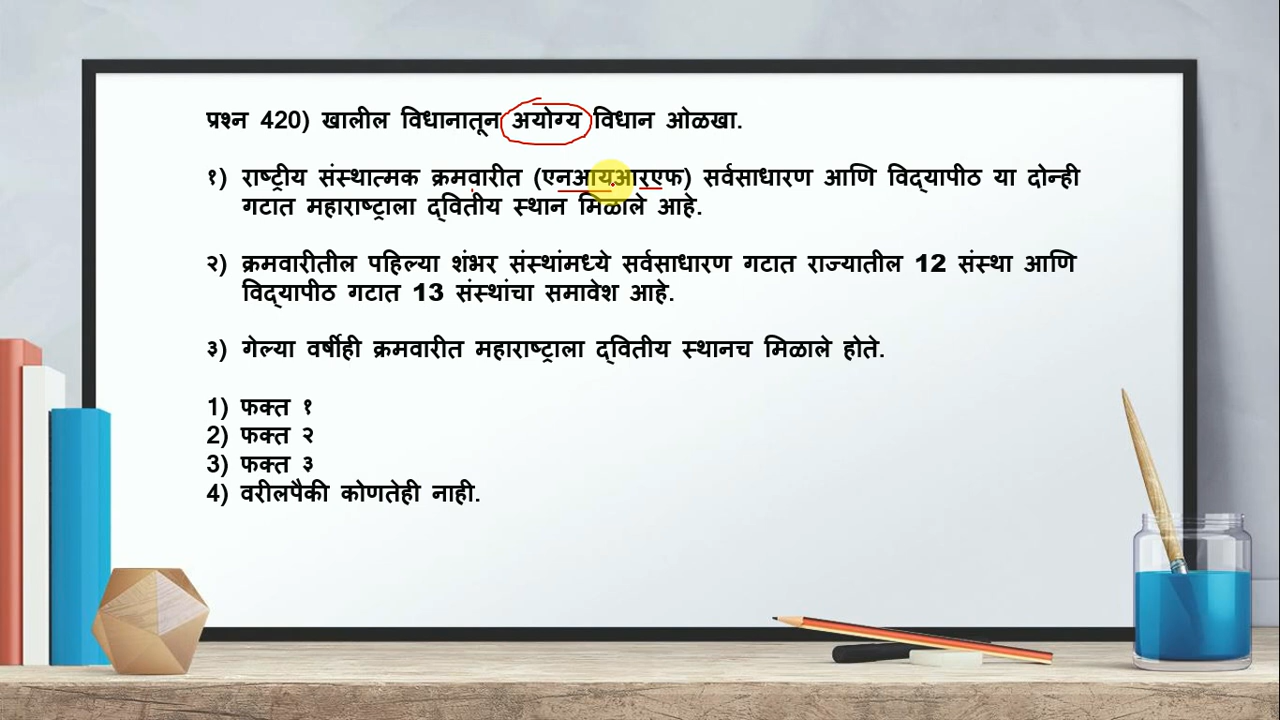 प्रश्न 420) खालील विधानातून अयोग्य विधान ओळखा.
१) राष्ट्रीय संस्थात्मक क्रमवारीत (एनआयआरएफ) सर्वसाधारण आणि विद्यापीठ या दोन्ही
गटात महाराष्ट्राला द्वितीय स्थान मिळाले आहे.
२) क्रमवारीतील पहिल्या शंभर संस्थांमध्ये सर्वसाधारण गटात राज्यातील 12 संस्था आणि
विद्यापीठ गटात 13 संस्थांचा समावेश आहे.
३) गेल्या वर्षीही क्रमवारीत महाराष्ट्राला द्वितीय स्थानच मिळाले होते.
1) फक्त १
2) फक्त २
3) फक्त ३
4) वरीलपैकी कोणतेही नाही.